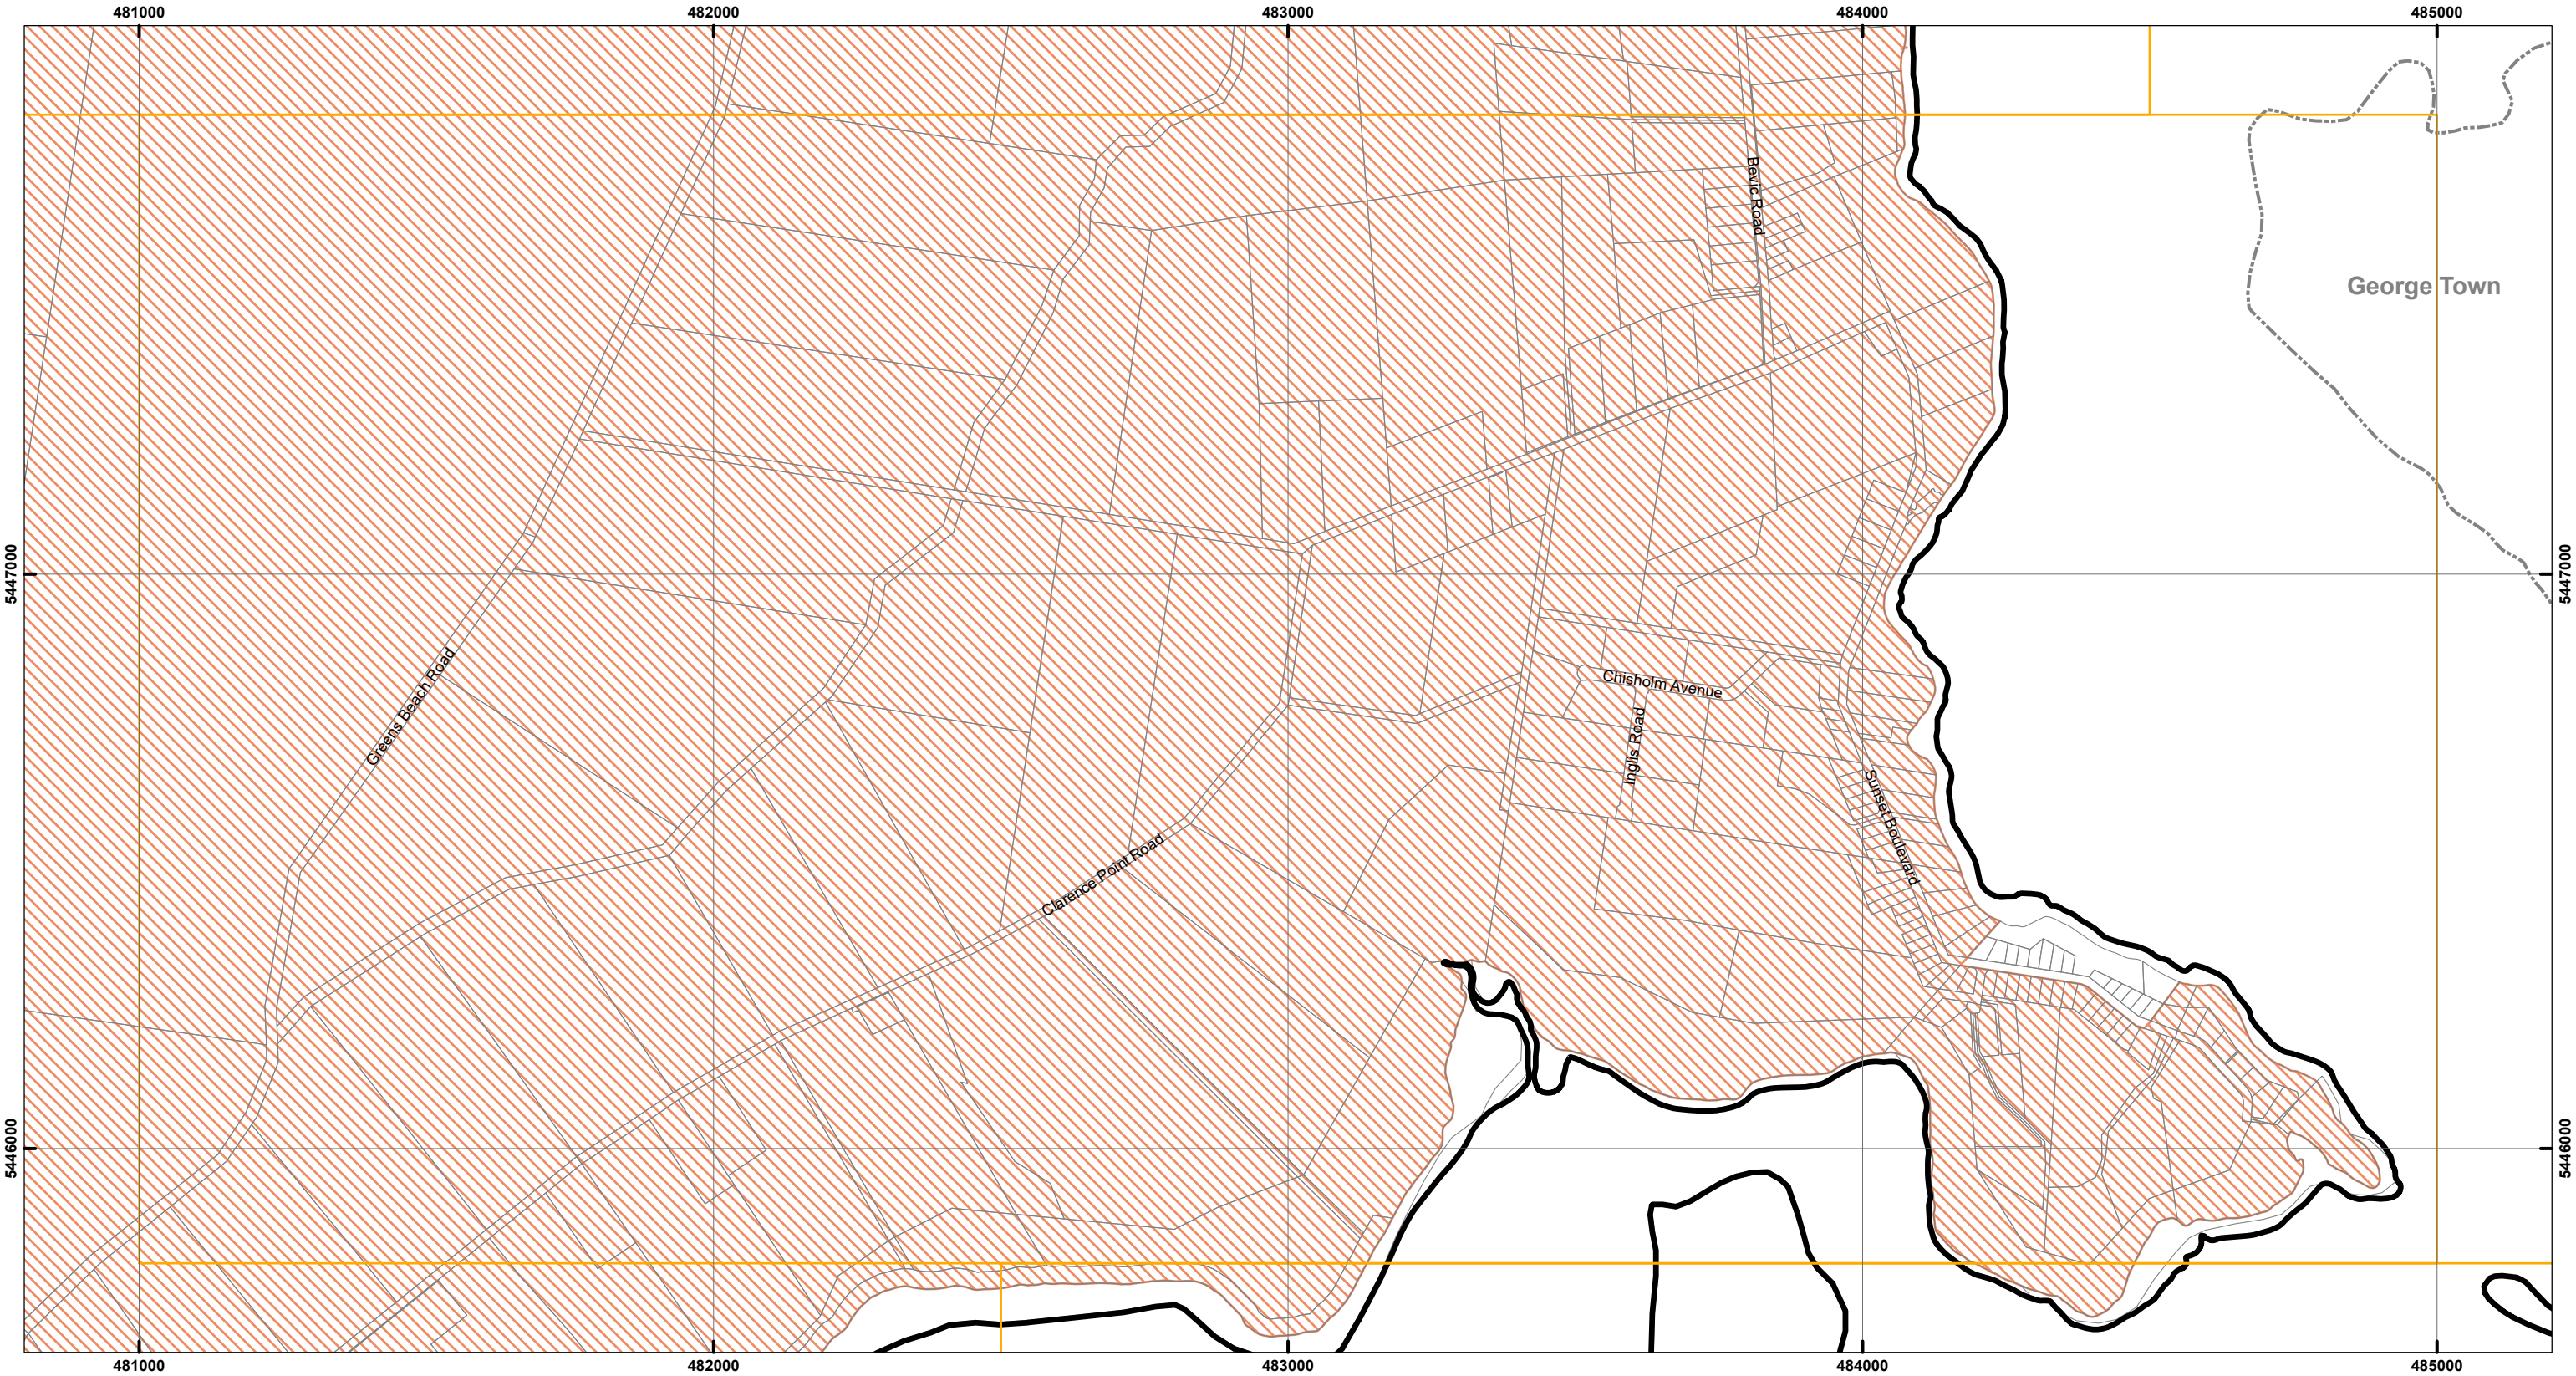 481000
482000
483000
484000
485000
Bevic Road
George Town
5447000
5447000
Greens Beach Road
Chisholm Avenue
Inglis Road
Sunset Boulevard
Clarence Point Road
5446000
5446000
481000
482000
483000
484000
485000